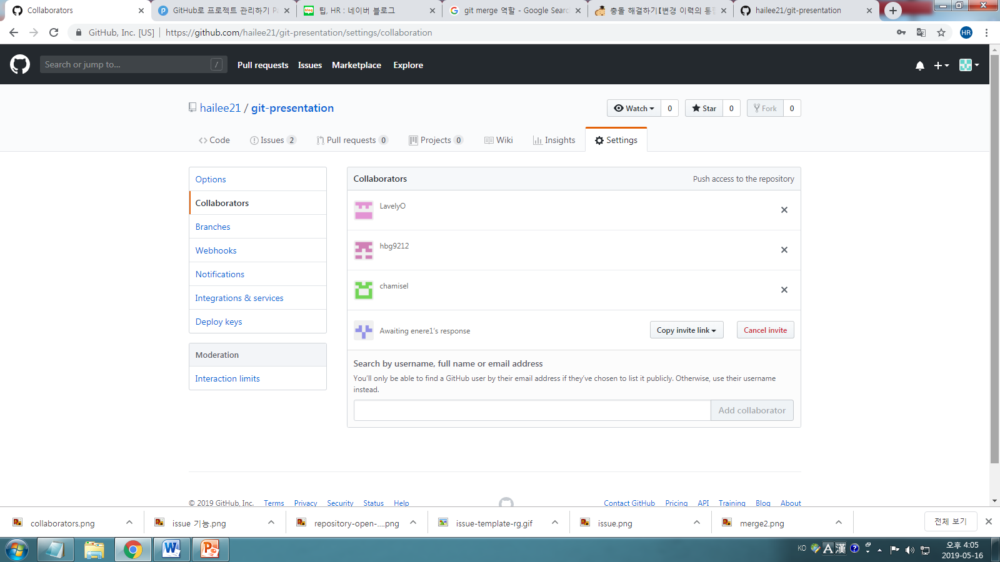 Collaborators
GitHub로 프로젝트 관리하기 Pa
팁, HR : 네이버 블로그
git merge 역할 - Google Searc
충돌 해결하기【변경 이력의 통합
hailee21/git-presentation
GitHub, Inc. [US] https://github.com/hailee21/git-presentation/settings/collaboration
HR
Search or jump to... / Pull requests Issues Marketplace Explore
hailee21 / git-presentation
Watch 0 Star 0 Fork 0
Code Issues 2 Pull requests 0 Projects 0 Wiki Insights Settings
Options
Collaborators
Branches
Webhooks
Notifications
Integrations & services
Deploy keys
Moderation
Interaction limits
Collaborators Push access to the repository
LavelyO
hbg9212
chamisel
Awaiting enere1's response Copy invite link Cancel invite
Search by username, full name or email address
You'll only be able to find a GitHub user by their email address if they've chosen to list it publicly. Otherwise, use their username
instead.
Add collaborator
© 2019 GitHub, Inc. Terms Privacy Security Status Help Contact GitHub Pricing API Training Blog About
collaborators.png issue 기능.png repository-open-....png issue-template-rg.gif issue.png merge2.png 전체 보기
KO A 漢 오후 4:05
2019-05-16